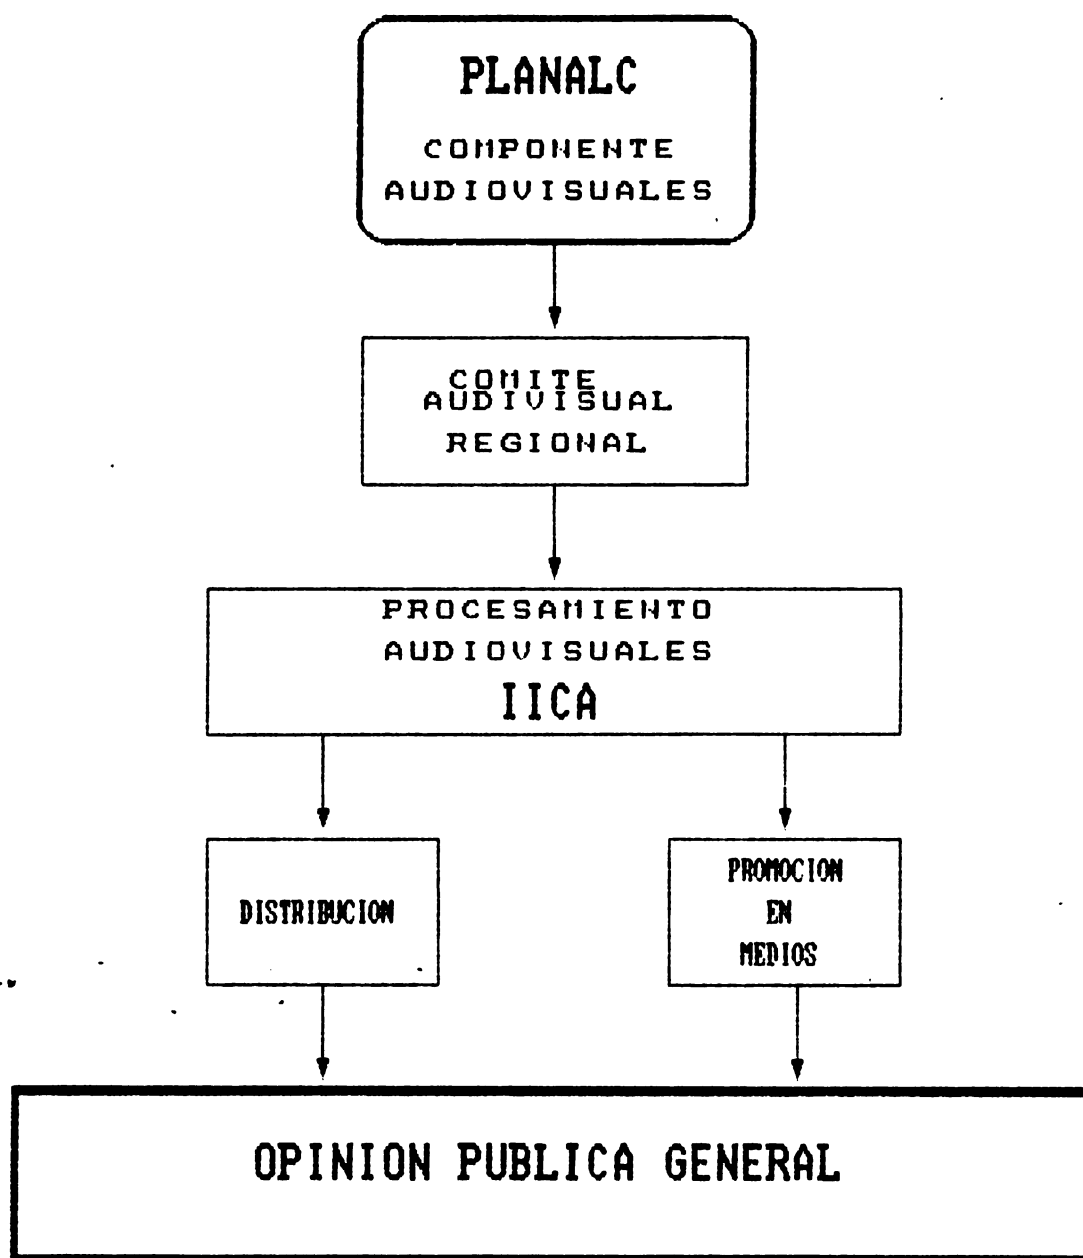 PLANALC
COMPONENTE
AUDIOVISUALES
COMITE
AUDIVISUAL
REGIONAL
PROCESAMIENTO
AUDIOVISUALES
IICA
DISTRIBUCION
PROMOCION
EN
MEDIOS
OPINION PUBLICA GENERAL